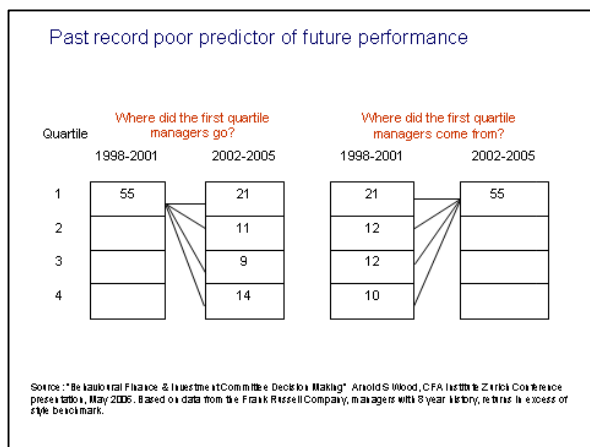 Past record poor predictor of future performance
Where did the first quartile
managers go?
Where did the first quartile
managers come from?
Quartile
1998-2001 2002-2005 1998-2001 2002-2005
1 55 21 21 55
2 11 12
3 9 12
4 14 10
Source: "Behavioural Finance & Investment Committee Decision Making" Arnold S Wood, CFA Institute Zurich Conference
presentation, May 2006. Based on data from the Frank Russell Company, managers with 8 year history, returns in excess of
style benchmark.